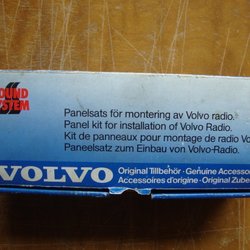 SOUND
SYSTEM
Panelsats för montering av Volvo radio.
Panel kit for installation of Volvo Radio.
Kit de panneaux pour montage de radio Vo
Paneelsatz zum Einbau von Volvo-Radio.
VOLVO
Original Tillbehör · Genuine Accesso
Accessoires d'origine · Original Zube